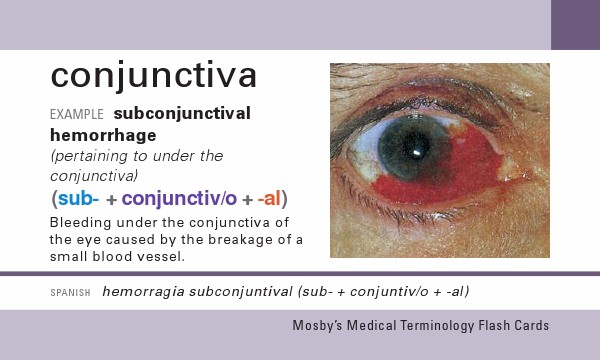 conjunctiva
EXAMPLE subconjunctival
hemorrhage
(pertaining to under the
conjunctiva)
(sub- + conjunctiv/o + -al)
Bleeding under the conjunctiva of
the eye caused by the breakage of a
small blood vessel.
SPANISH hemorragia subconjuntival (sub- + conjuntiv/o + -al)
Mosby's Medical Terminology Flash Cards